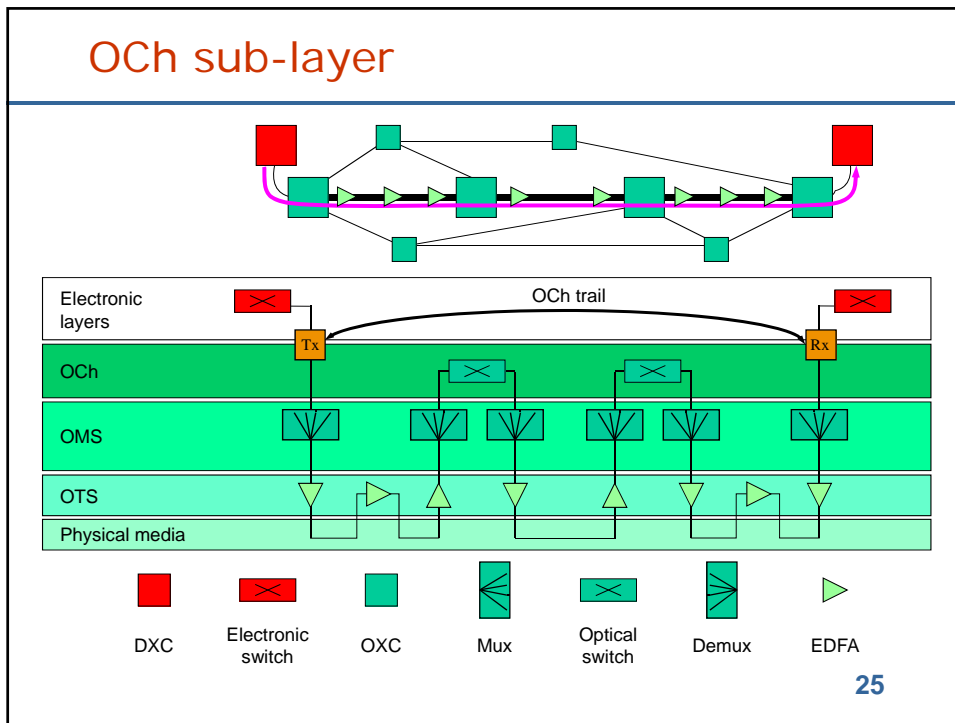 OCh sub-layer
Electronic
layers
OCh trail
Tx
Rx
OCh
OMS
OTS
Physical media
DXC
Electronic
switch
OXC
Mux
Optical
switch
Demux
EDFA
25